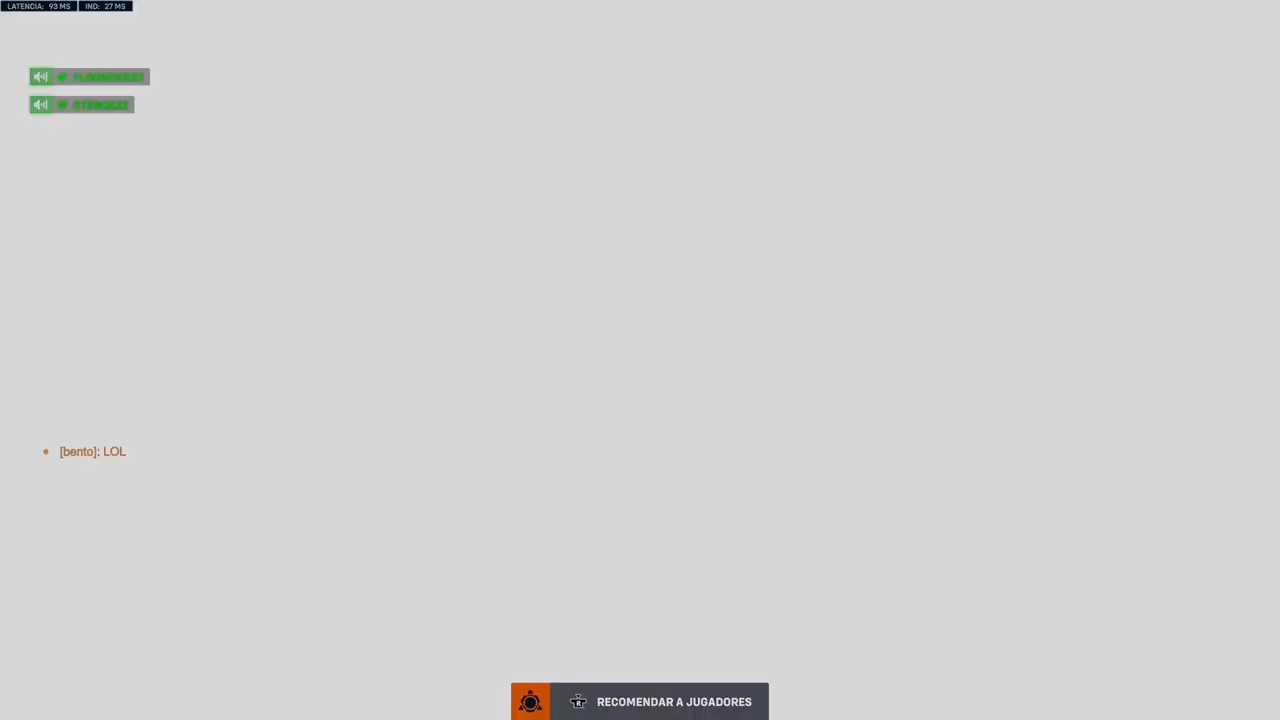 LATENCIA: 93 MS IND: 27 MS
[bento]: LOL
RECOMENDAR A JUGADORES